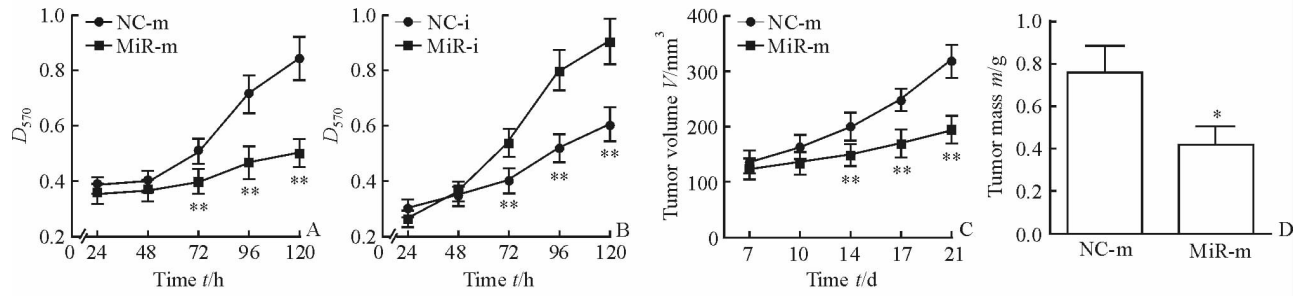 NC-m
MiR-m
D570
1.0
0.8
0.6
0.4
0.2
0
**
**
**
24 48 72 96 120
Time t/h
A
NC-i
MiR-i
D570
1.0
0.8
0.6
0.4
0.2
0
**
**
**
24 48 72 96 120
Time t/h
B
NC-m
MiR-m
Tumor volume V/mm³
400
300
200
100
0
**
**
**
7 10 14 17 21
Time t/d
C
Tumor mass m/g
1.0
0.8
0.6
0.4
0.2
0.0
*
NC-m MiR-m
D